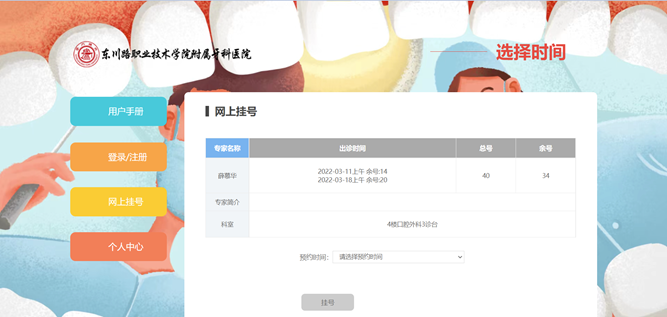 东川路职业技术学院附属牙科医院
选择时间
用户手册
登录/注册
网上挂号
个人中心
网上挂号
专家名称 出诊时间 总号 余号
薛慕华 2022-03-11上午 余号:14 40 34
2022-03-18上午 余号:20
专家简介
科室 4楼口腔外科3诊台
预约时间: 请选择预约时间
挂号